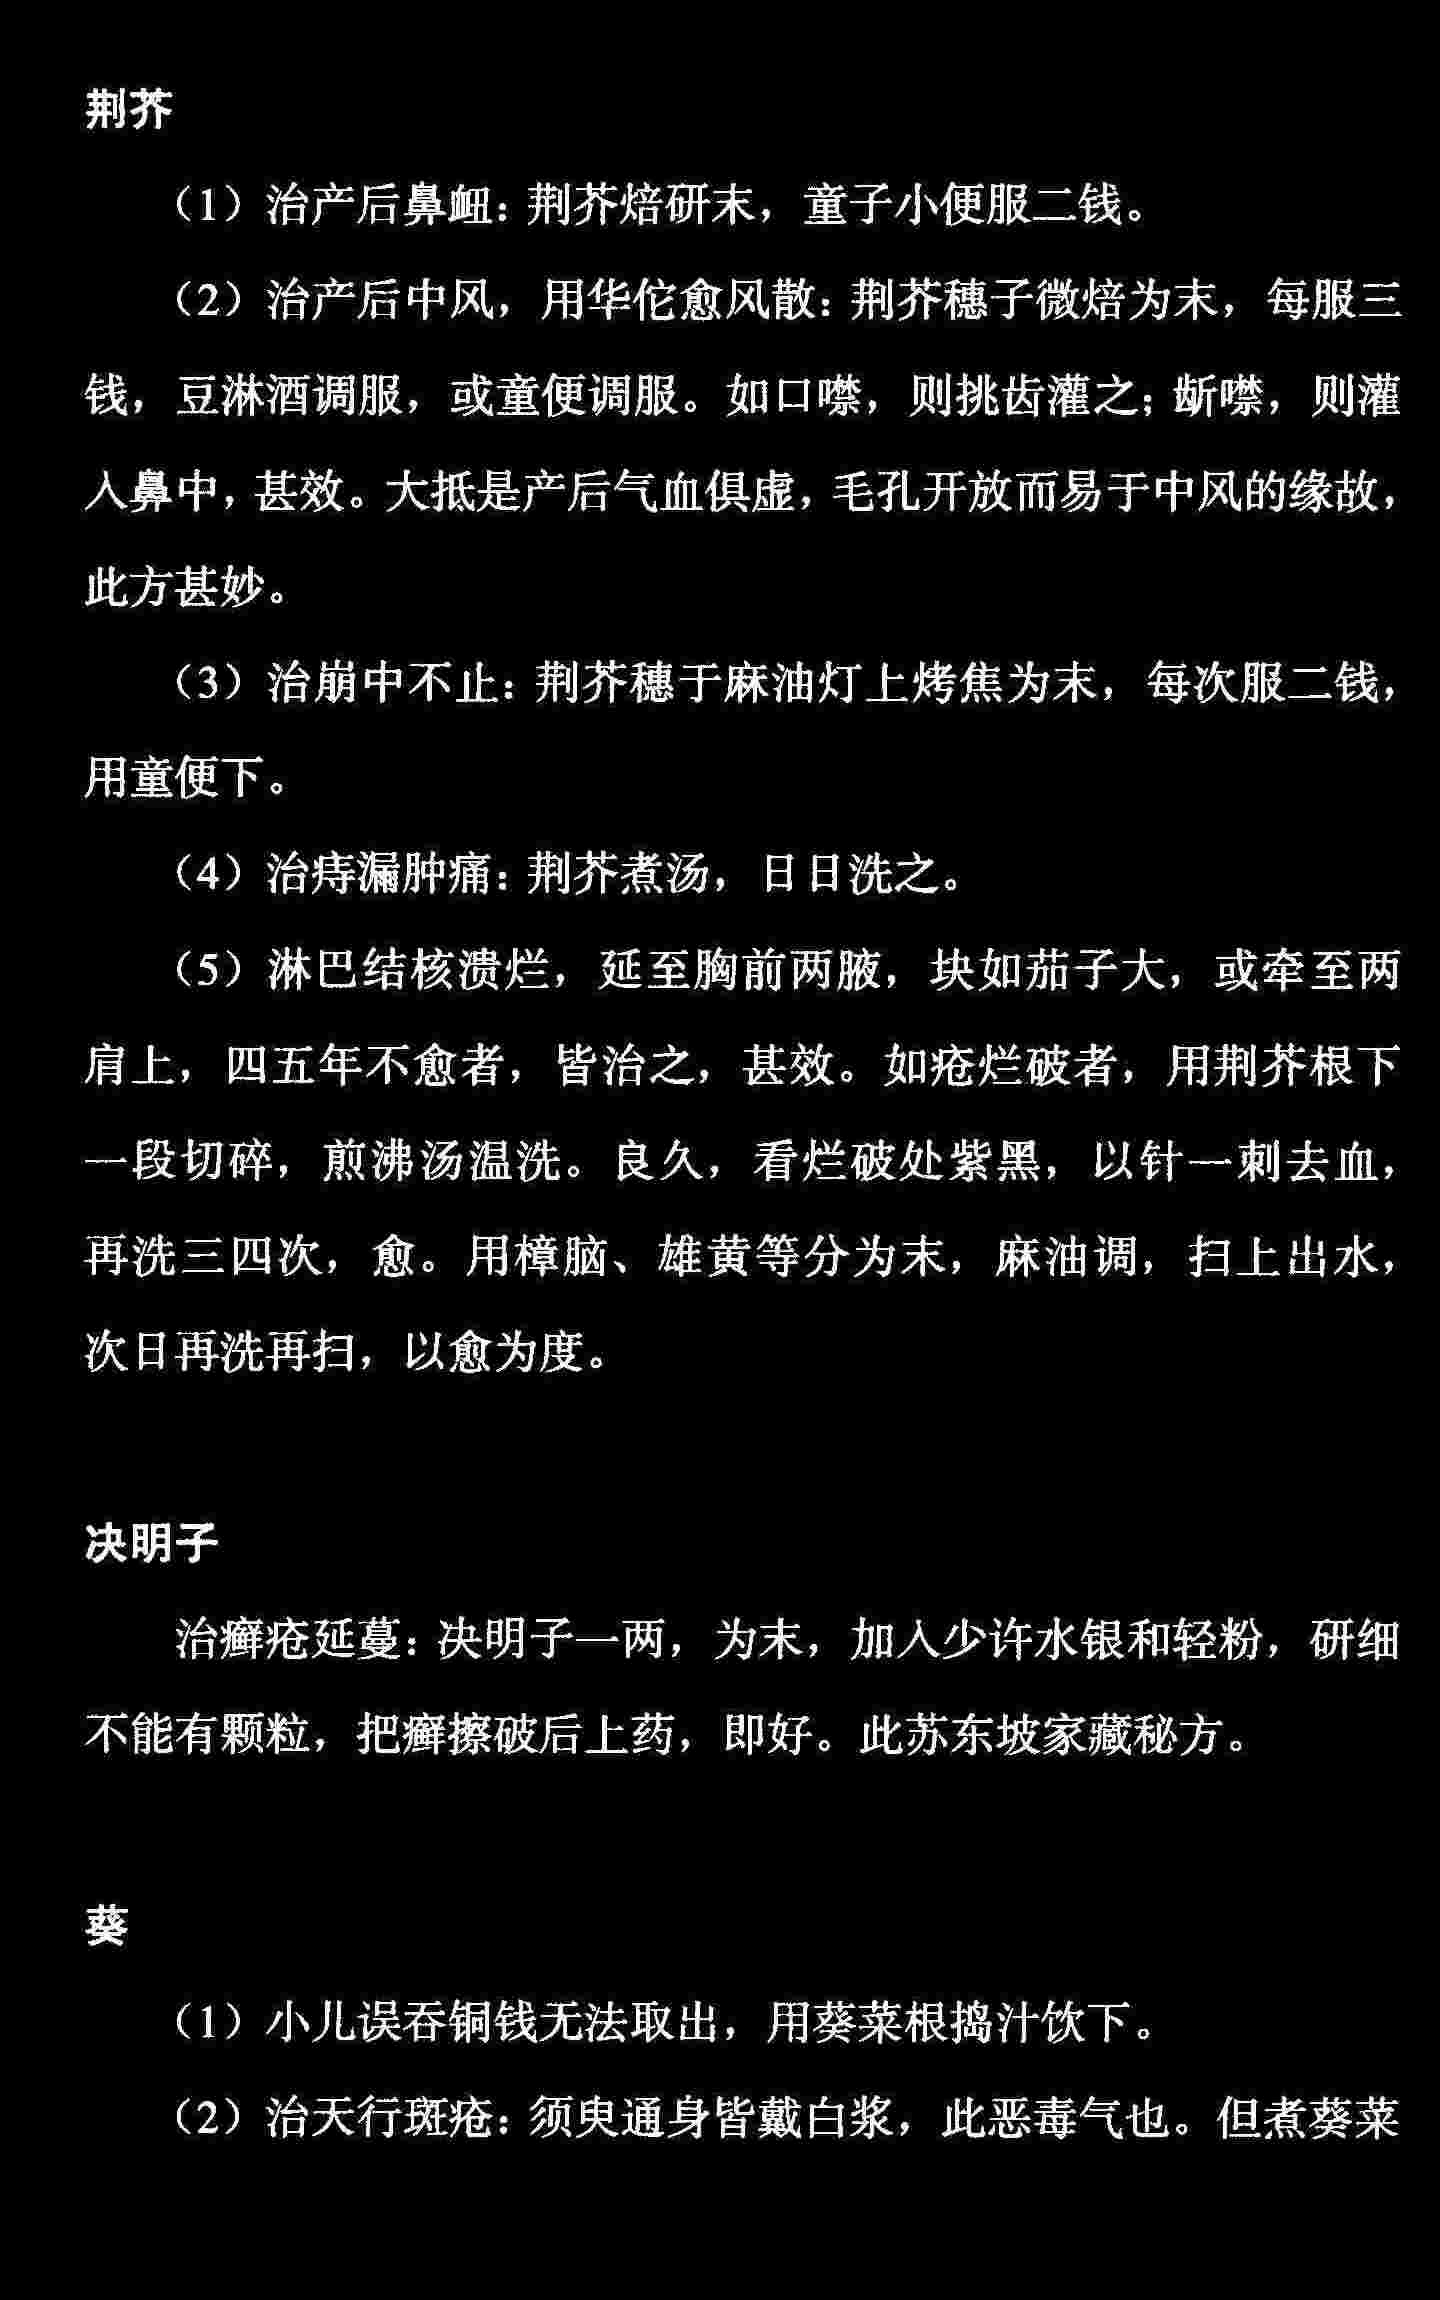 荆芥
（1）治产后鼻衄：荆芥焙研末，童子小便服二钱。
（2）治产后中风，用华佗愈风散：荆芥穗子微焙为末，每服三
钱，豆淋酒调服，或童便调服。如口噤，则挑齿灌之；龂噤，则灌
入鼻中，甚效。大抵是产后气血俱虚，毛孔开放而易于中风的缘故，
此方甚妙。
（3）治崩中不止：荆芥穗于麻油灯上烤焦为末，每次服二钱，
用童便下。
（4）治痔漏肿痛：荆芥煮汤，日日洗之。
（5）淋巴结核溃烂，延至胸前两腋，块如茄子大，或牵至两
肩上，四五年不愈者，皆治之，甚效。如疮烂破者，用荆芥根下
一段切碎，煎沸汤温洗。良久，看烂破处紫黑，以针一刺去血，
再洗三四次，愈。用樟脑、雄黄等分为末，麻油调，扫上出水，
次日再洗再扫，以愈为度。
决明子
治癣疮延蔓：决明子一两，为末，加入少许水银和轻粉，研细
不能有颗粒，把癣擦破后上药，即好。此苏东坡家藏秘方。
葵
（1）小儿误吞铜钱无法取出，用葵菜根捣汁饮下。
（2）治天行斑疮：须臾通身皆戴白浆，此恶毒气也。但煮葵菜